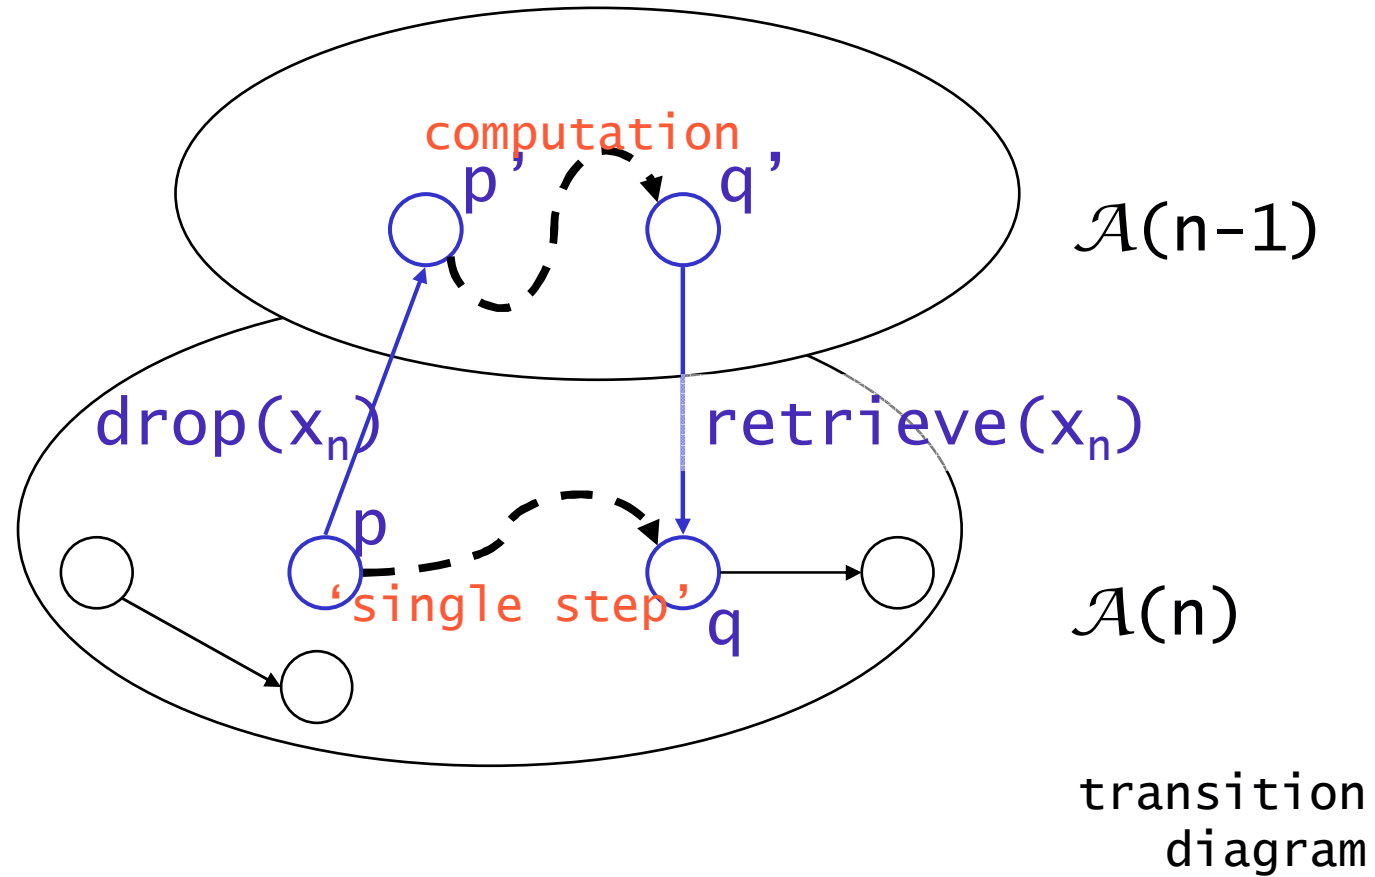 computation
p’
q’
𝒜(n-1)
drop(xₙ)
retrieve(xₙ)
p
‘single step’
q
𝒜(n)
transition
diagram